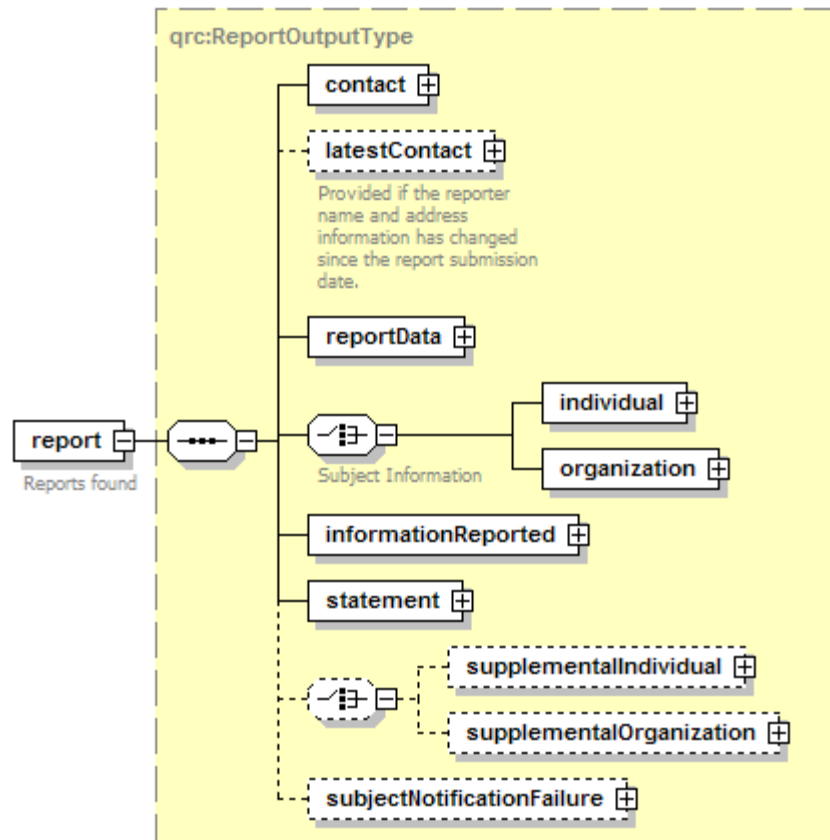 qrc:ReportOutputType
contact
latestContact
Provided if the reporter
name and address
information has changed
since the report submission
date.
reportData
individual
report
Reports found
Subject Information
organization
informationReported
statement
supplementalIndividual
supplementalOrganization
subjectNotificationFailure